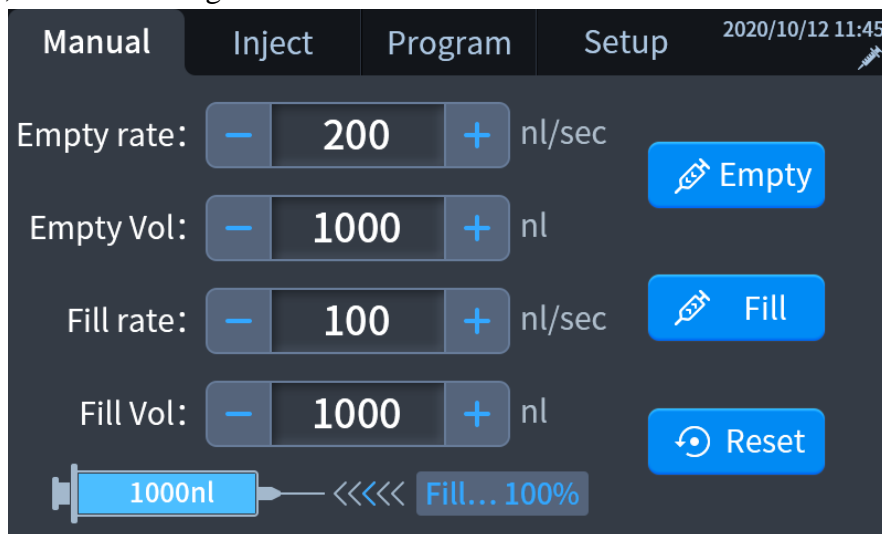 Manual Inject Program Setup 2020/10/12 11:45
Empty rate: − 200 + nl/sec
Empty
Empty Vol: − 1000 + nl
Fill rate: − 100 + nl/sec
Fill
Fill Vol: − 1000 + nl
Reset
1000nl <<<<< Fill... 100%